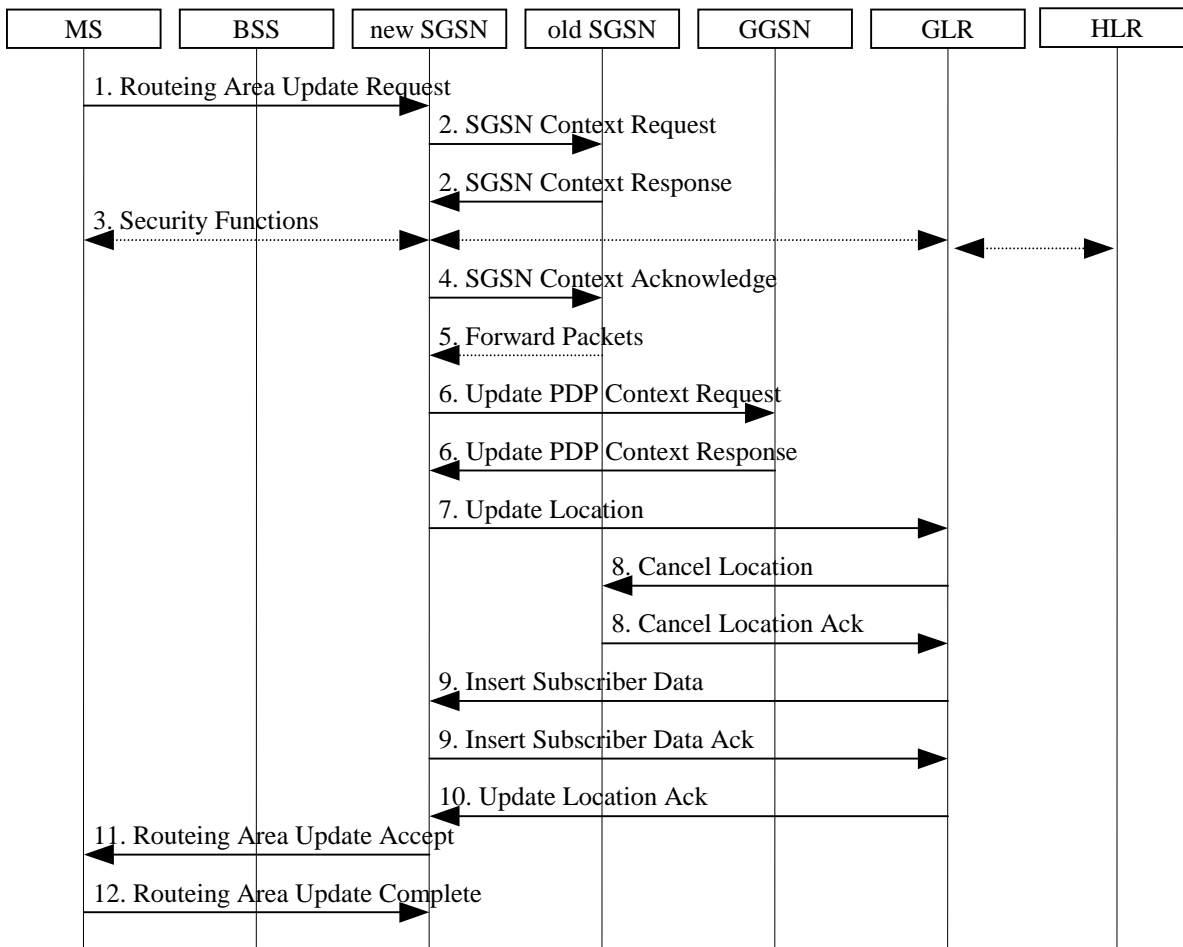 MS BSS new SGSN old SGSN GGSN GLR HLR
1. Routeing Area Update Request
2. SGSN Context Request
2. SGSN Context Response
3. Security Functions
4. SGSN Context Acknowledge
5. Forward Packets
6. Update PDP Context Request
6. Update PDP Context Response
7. Update Location
8. Cancel Location
8. Cancel Location Ack
9. Insert Subscriber Data
9. Insert Subscriber Data Ack
10. Update Location Ack
11. Routeing Area Update Accept
12. Routeing Area Update Complete